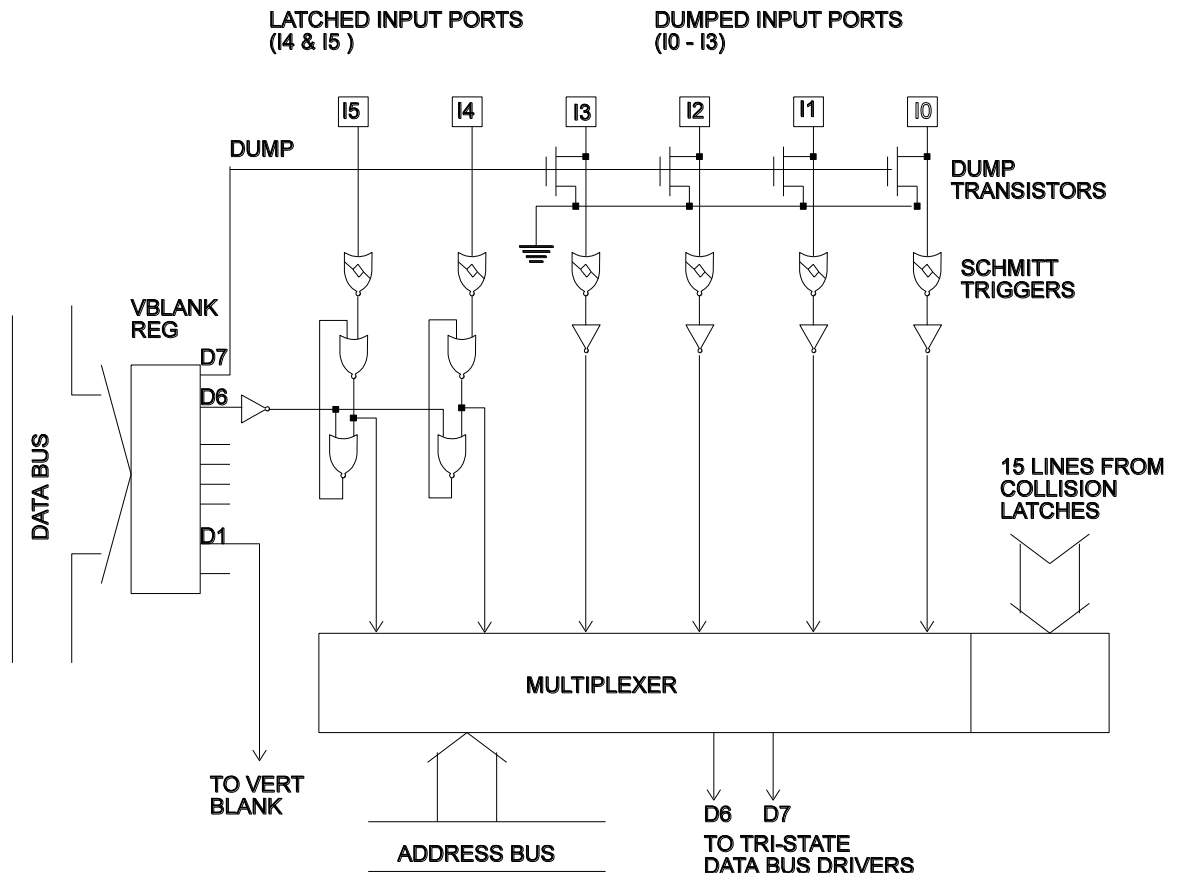 LATCHED INPUT PORTS
(I4 & I5 )
DUMPED INPUT PORTS
(I0 - I3)
I5
I4
I3
I2
I1
I0
DUMP
DUMP
TRANSISTORS
SCHMITT
TRIGGERS
VBLANK
REG
D7
D6
D1
DATA BUS
15 LINES FROM
COLLISION
LATCHES
MULTIPLEXER
TO VERT
BLANK
D6
D7
TO TRI-STATE
DATA BUS DRIVERS
ADDRESS BUS